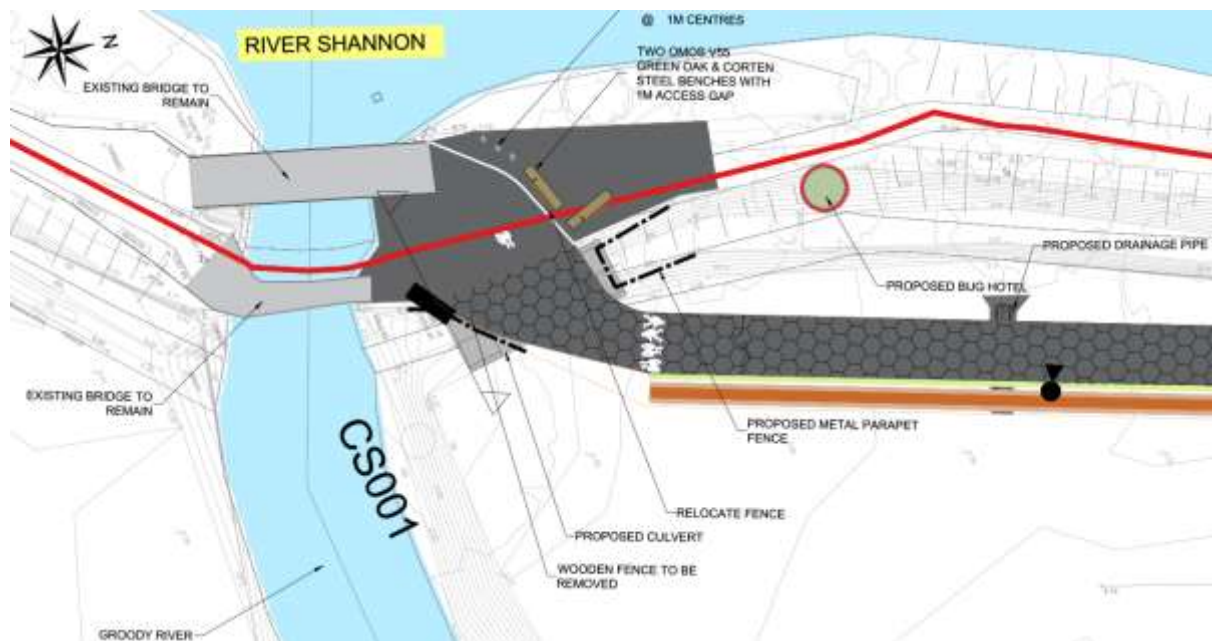 N
RIVER SHANNON
@ 1M CENTRES
TWO OMOS V55
GREEN OAK & CORTEN
STEEL BENCHES WITH
1M ACCESS GAP
EXISTING BRIDGE TO
REMAIN
PROPOSED DRAINAGE PIPE
PROPOSED BUG HOTEL
EXISTING BRIDGE TO
REMAIN
PROPOSED METAL PARAPET
FENCE
CS001
RELOCATE FENCE
PROPOSED CULVERT
WOODEN FENCE TO BE
REMOVED
GROODY RIVER